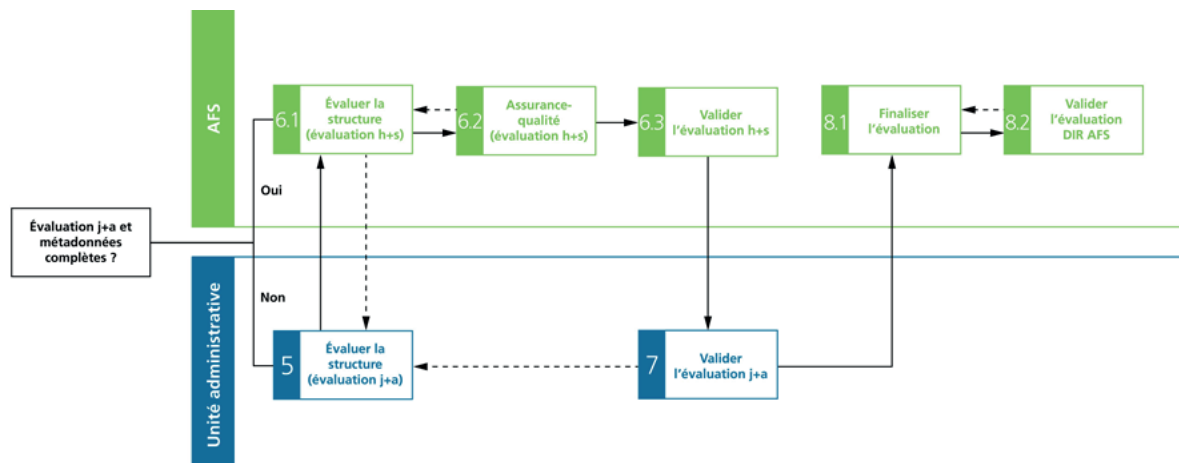 AFS
6.1
Évaluer la
structure
(évaluation h+s)
6.2
Assurance-
qualité
(évaluation h+s)
6.3
Valider
l’évaluation h+s
8.1
Finaliser
l’évaluation
8.2
Valider
l’évaluation
DIR AFS
Oui
Évaluation j+a et
métadonnées
complètes ?
Non
Unité administrative
5
Évaluer la
structure
(évaluation j+a)
7
Valider
l’évaluation j+a